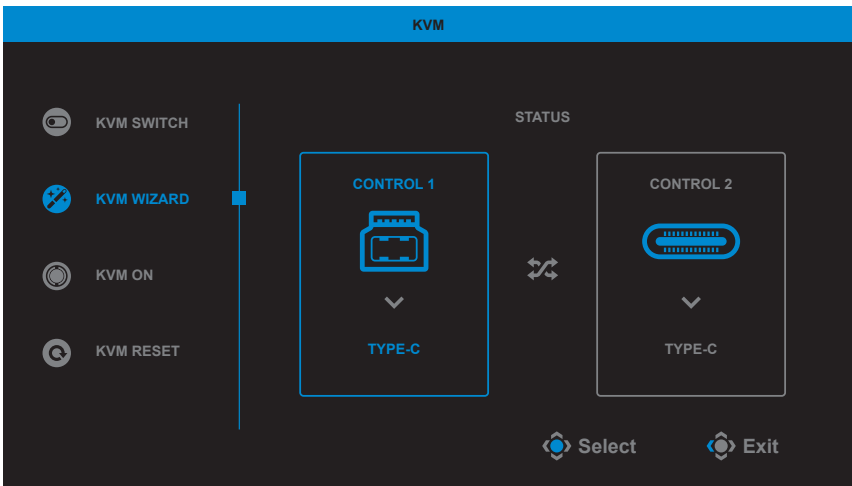 KVM
KVM SWITCH
KVM WIZARD
KVM ON
KVM RESET
STATUS
CONTROL 1
TYPE-C
CONTROL 2
TYPE-C
Select
Exit